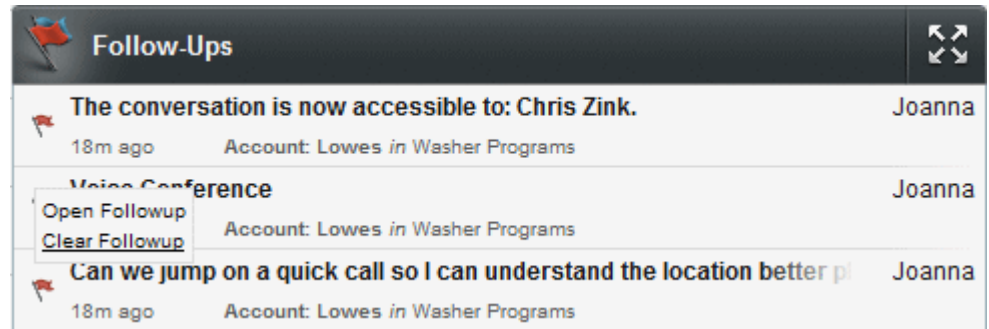 Follow-Ups
The conversation is now accessible to: Chris Zink. Joanna
18m ago Account: Lowes in Washer Programs
Voice Conference Joanna
Open Followup
Account: Lowes in Washer Programs
Clear Followup
Can we jump on a quick call so I can understand the location better Joanna
18m ago Account: Lowes in Washer Programs